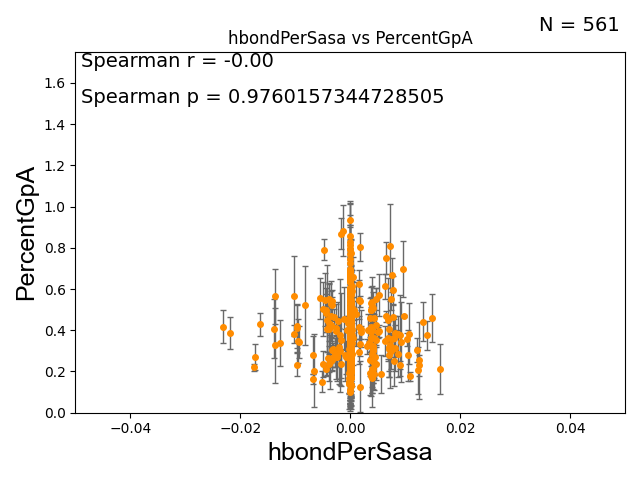 N = 561
hbondPerSasa vs PercentGpA
Spearman r = -0.00
Spearman p = 0.9760157344728505
PercentGpA
1.6
1.4
1.2
1.0
0.8
0.6
0.4
0.2
0.0
−0.04 −0.02 0.00 0.02 0.04
hbondPerSasa